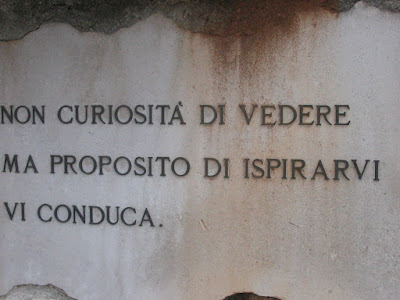 NON CURIOSITÀ DI VEDERE
MA PROPOSITO DI ISPIRARVI
VI CONDUCA.